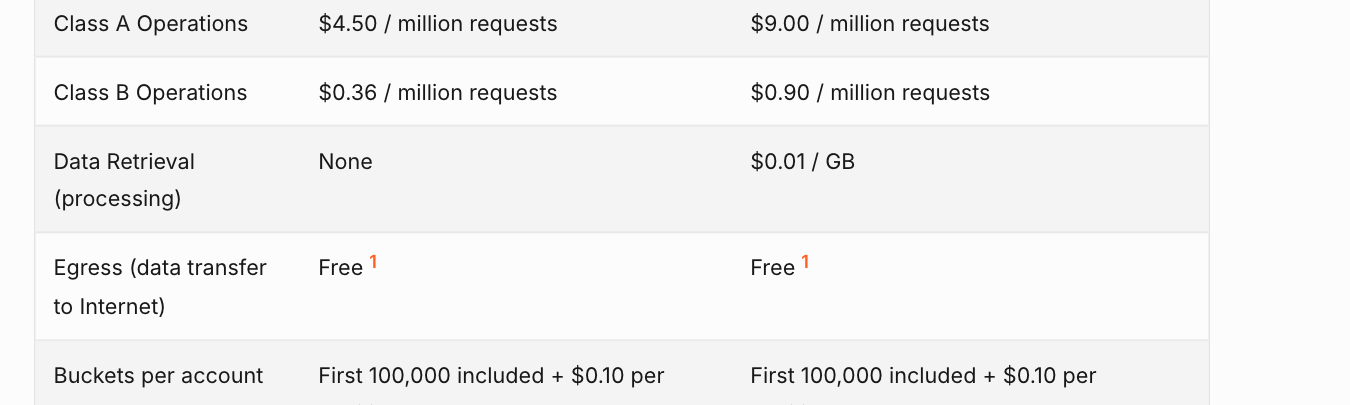 Class A Operations $4.50 / million requests $9.00 / million requests
Class B Operations $0.36 / million requests $0.90 / million requests
Data Retrieval None $0.01 / GB
(processing)
Egress (data transfer Free 1 Free 1
to Internet)
Buckets per account First 100,000 included + $0.10 per First 100,000 included + $0.10 per